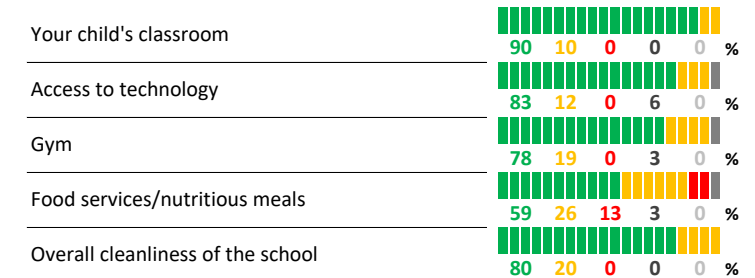 Your child's classroom
90 10 0 0 0 %
Access to technology
83 12 0 6 0 %
Gym
78 19 0 3 0 %
Food services/nutritious meals
59 26 13 3 0 %
Overall cleanliness of the school
80 20 0 0 0 %